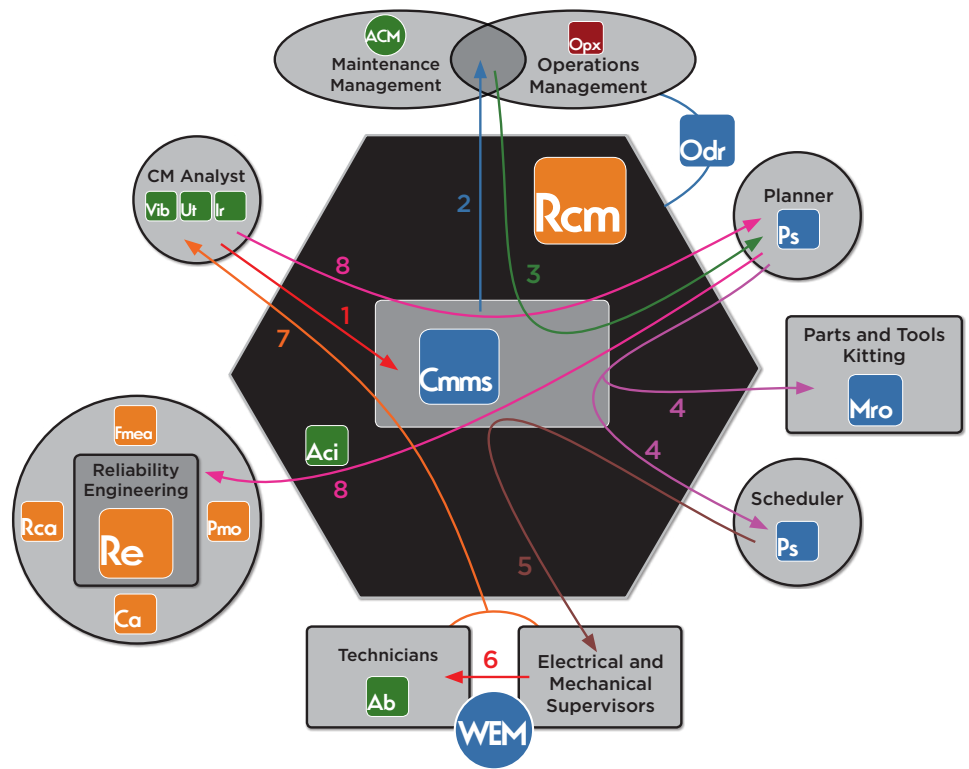 ACM
Maintenance
Management
Opx
Operations
Management
Odr
CM Analyst
Vib
Ut
Ir
Rcm
Planner
Ps
2
3
8
1
7
Cmms
Parts and Tools
Kitting
Mro
4
4
Aci
8
Fmea
Reliability
Engineering
Rca
Re
Pmo
Ca
Scheduler
Ps
5
Technicians
Ab
6
Electrical and
Mechanical
Supervisors
WEM